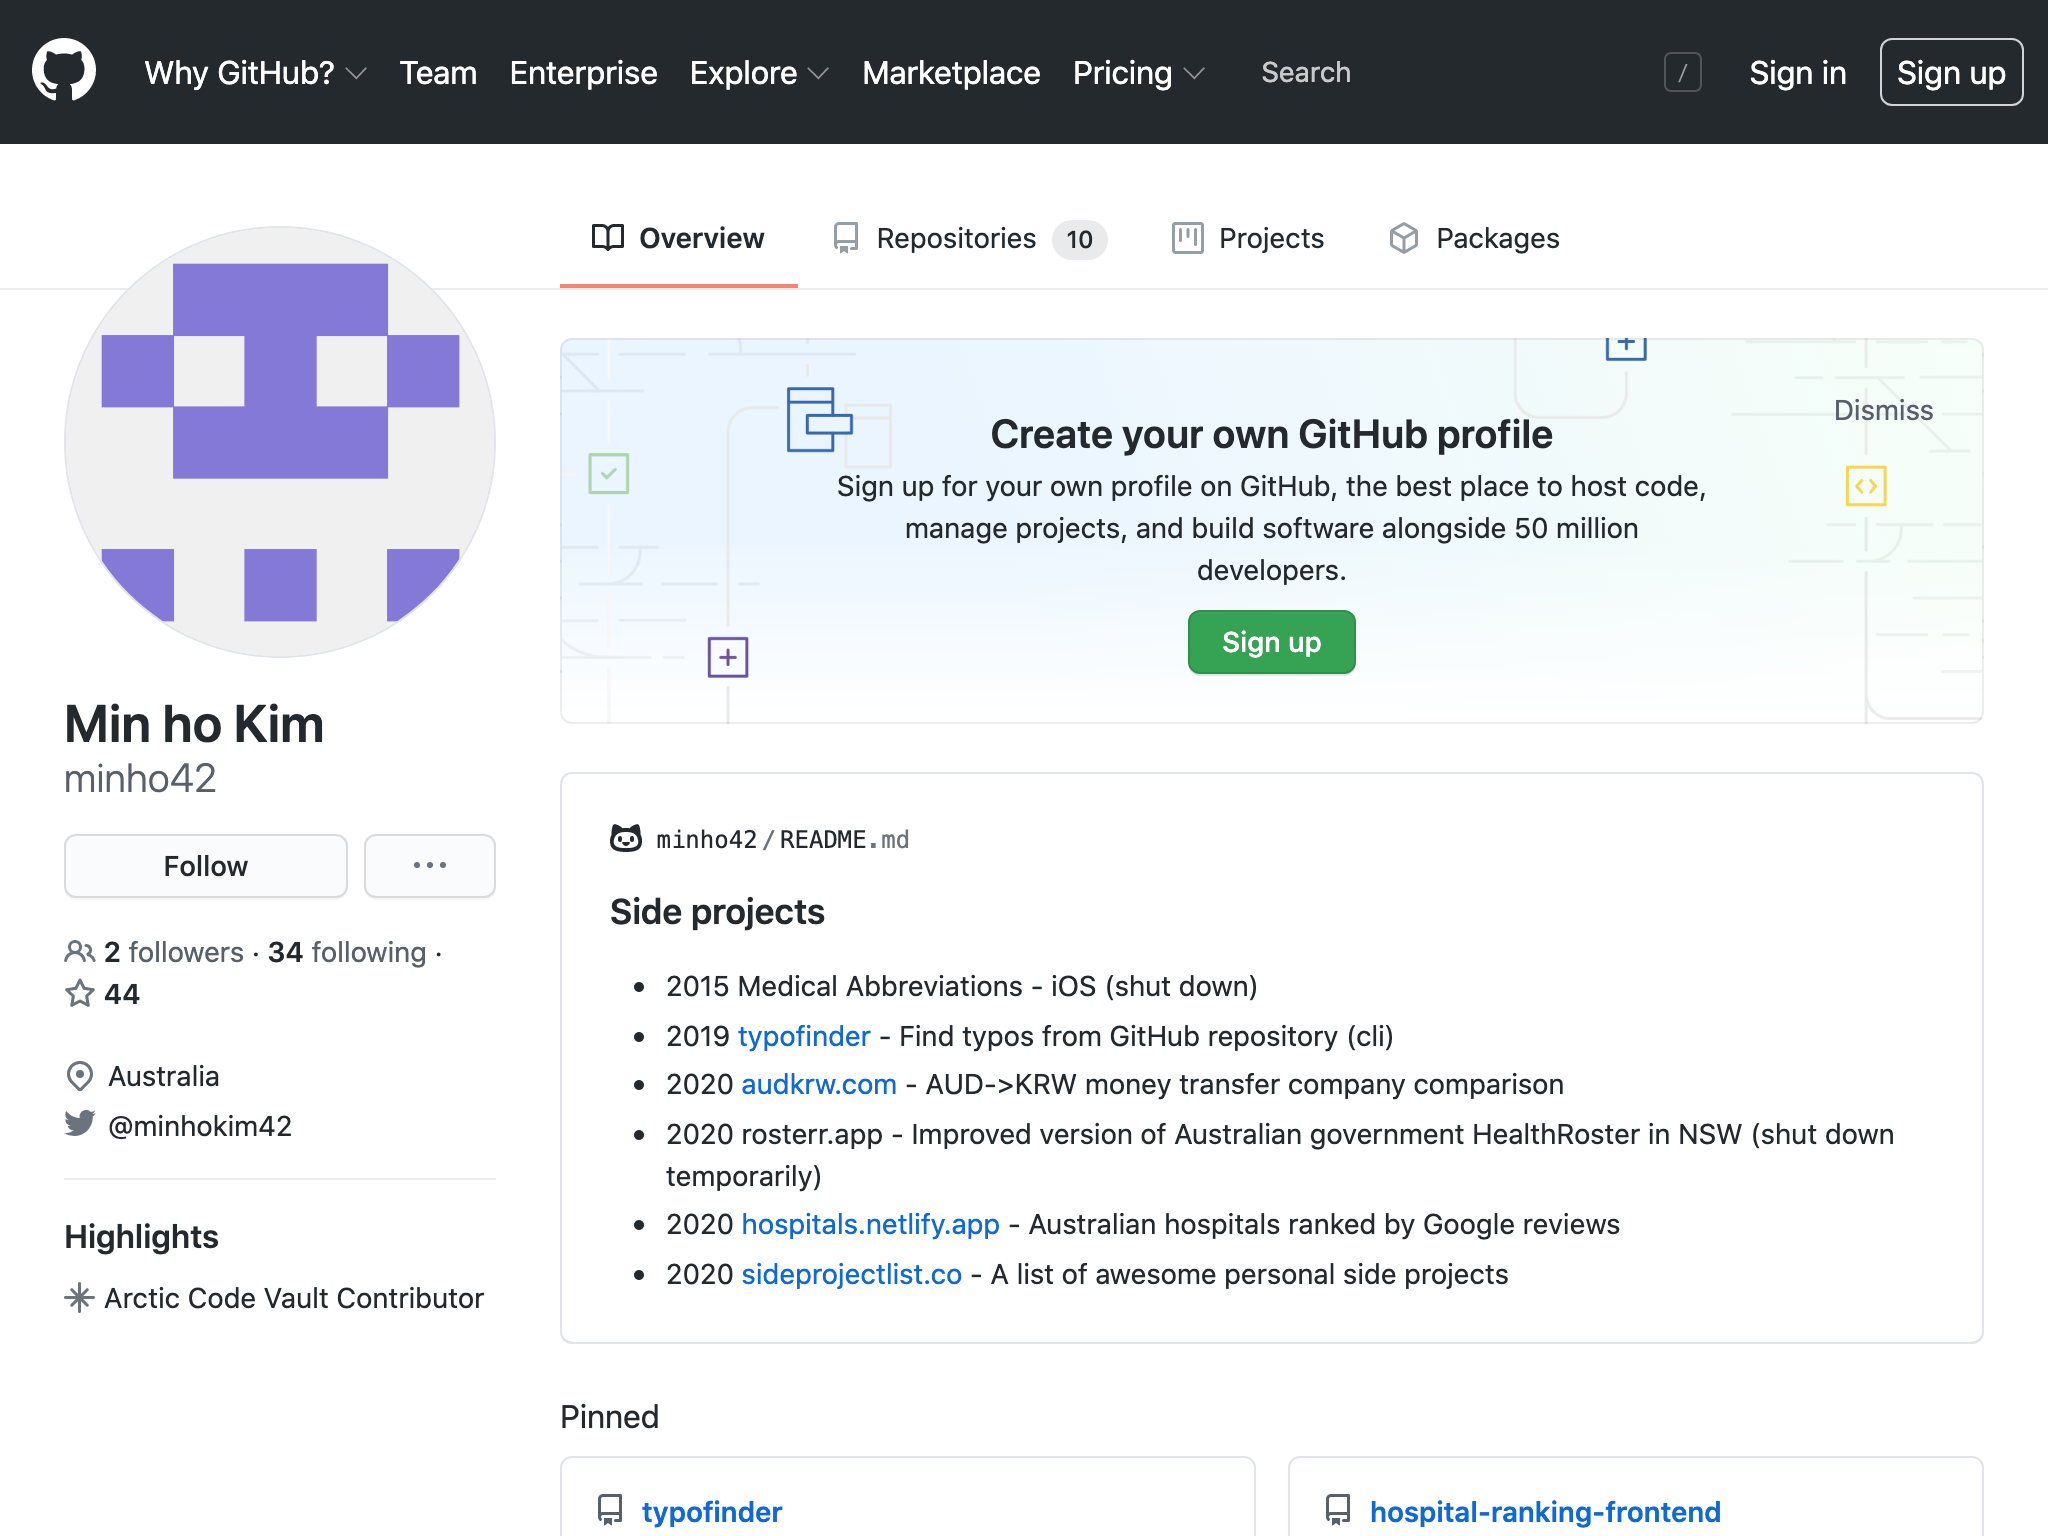 Why GitHub? Team Enterprise Explore Marketplace Pricing Search / Sign in Sign up
Overview Repositories 10 Projects Packages
Dismiss
Create your own GitHub profile
Sign up for your own profile on GitHub, the best place to host code,
manage projects, and build software alongside 50 million
developers.
Sign up
Min ho Kim
minho42
Follow ...
2 followers · 34 following ·
44
Australia
@minhokim42
Highlights
Arctic Code Vault Contributor
minho42/README.md
Side projects
2015 Medical Abbreviations - iOS (shut down)
2019 typofinder - Find typos from GitHub repository (cli)
2020 audkrw.com - AUD->KRW money transfer company comparison
2020 rosterr.app - Improved version of Australian government HealthRoster in NSW (shut down
temporarily)
2020 hospitals.netlify.app - Australian hospitals ranked by Google reviews
2020 sideprojectlist.co - A list of awesome personal side projects
Pinned
typofinder
hospital-ranking-frontend